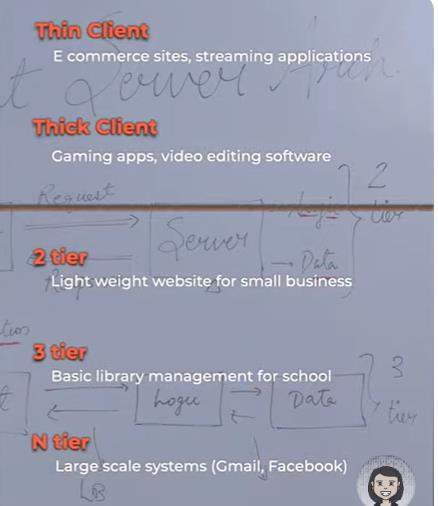 Thin Client
E commerce sites, streaming applications
t Server Arch.
Thick Client
Gaming apps, video editing software
2
tier
Request
Logic
Server
2 tier
Data
Light weight website for small business
3 tier
Basic library management for school
3
tier
t
Logic
Data
N tier
Large scale systems (Gmail, Facebook)
LB